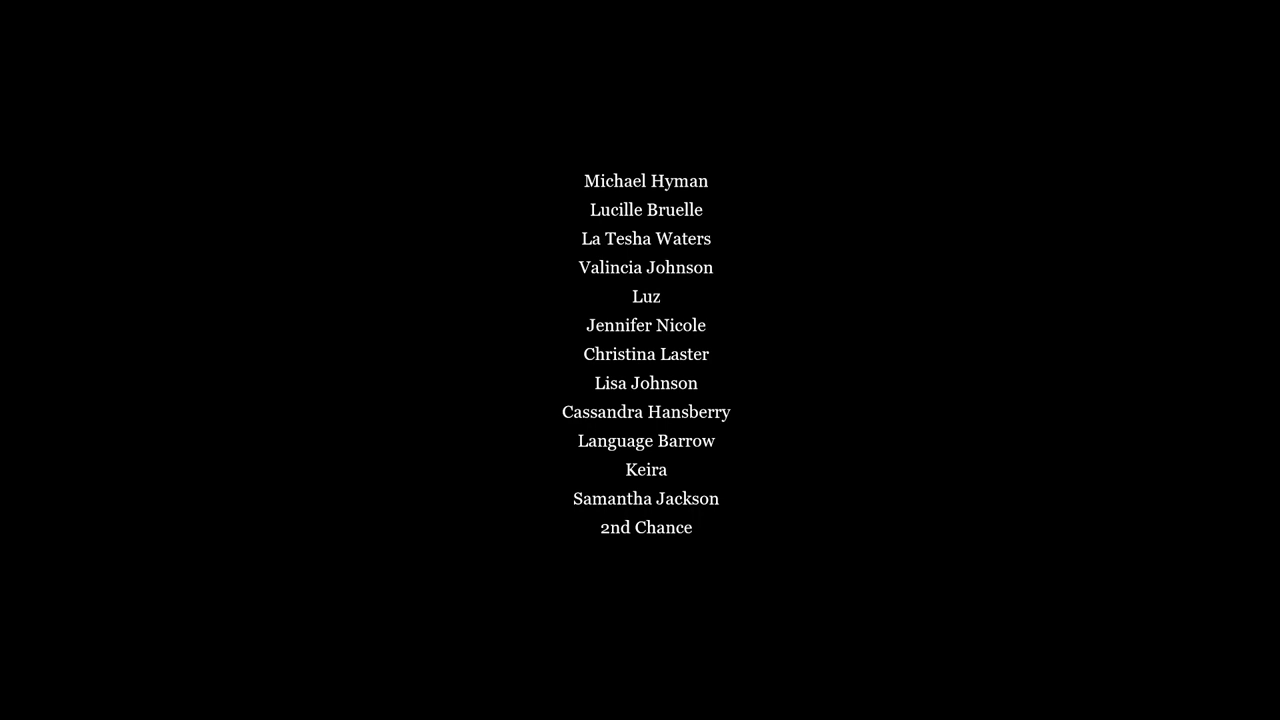 Michael Hyman
Lucille Bruelle
La Tesha Waters
Valincia Johnson
Luz
Jennifer Nicole
Christina Laster
Lisa Johnson
Cassandra Hansberry
Language Barrow
Keira
Samantha Jackson
2nd Chance